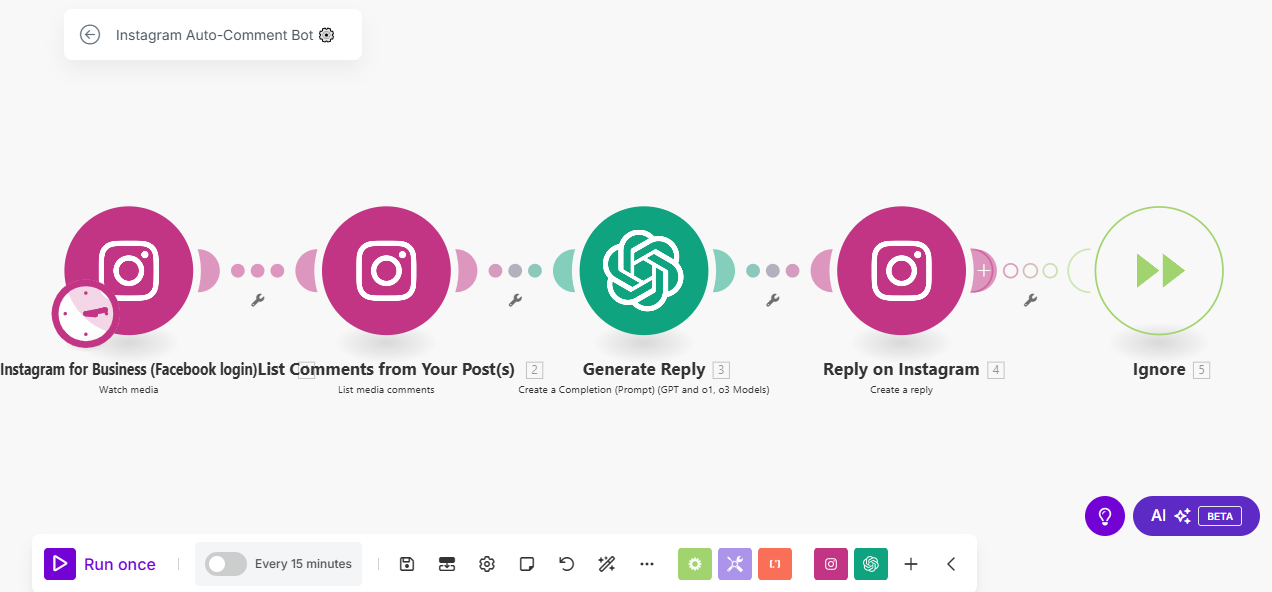 Instagram Auto-Comment Bot
Instagram for Business (Facebook login)
Watch media
List Comments from Your Post(s) 2
List media comments
Generate Reply 3
Create a Completion (Prompt) (GPT and o1, o3 Models)
Reply on Instagram 4
Create a reply
Ignore 5
AI BETA
Run once
Every 15 minutes